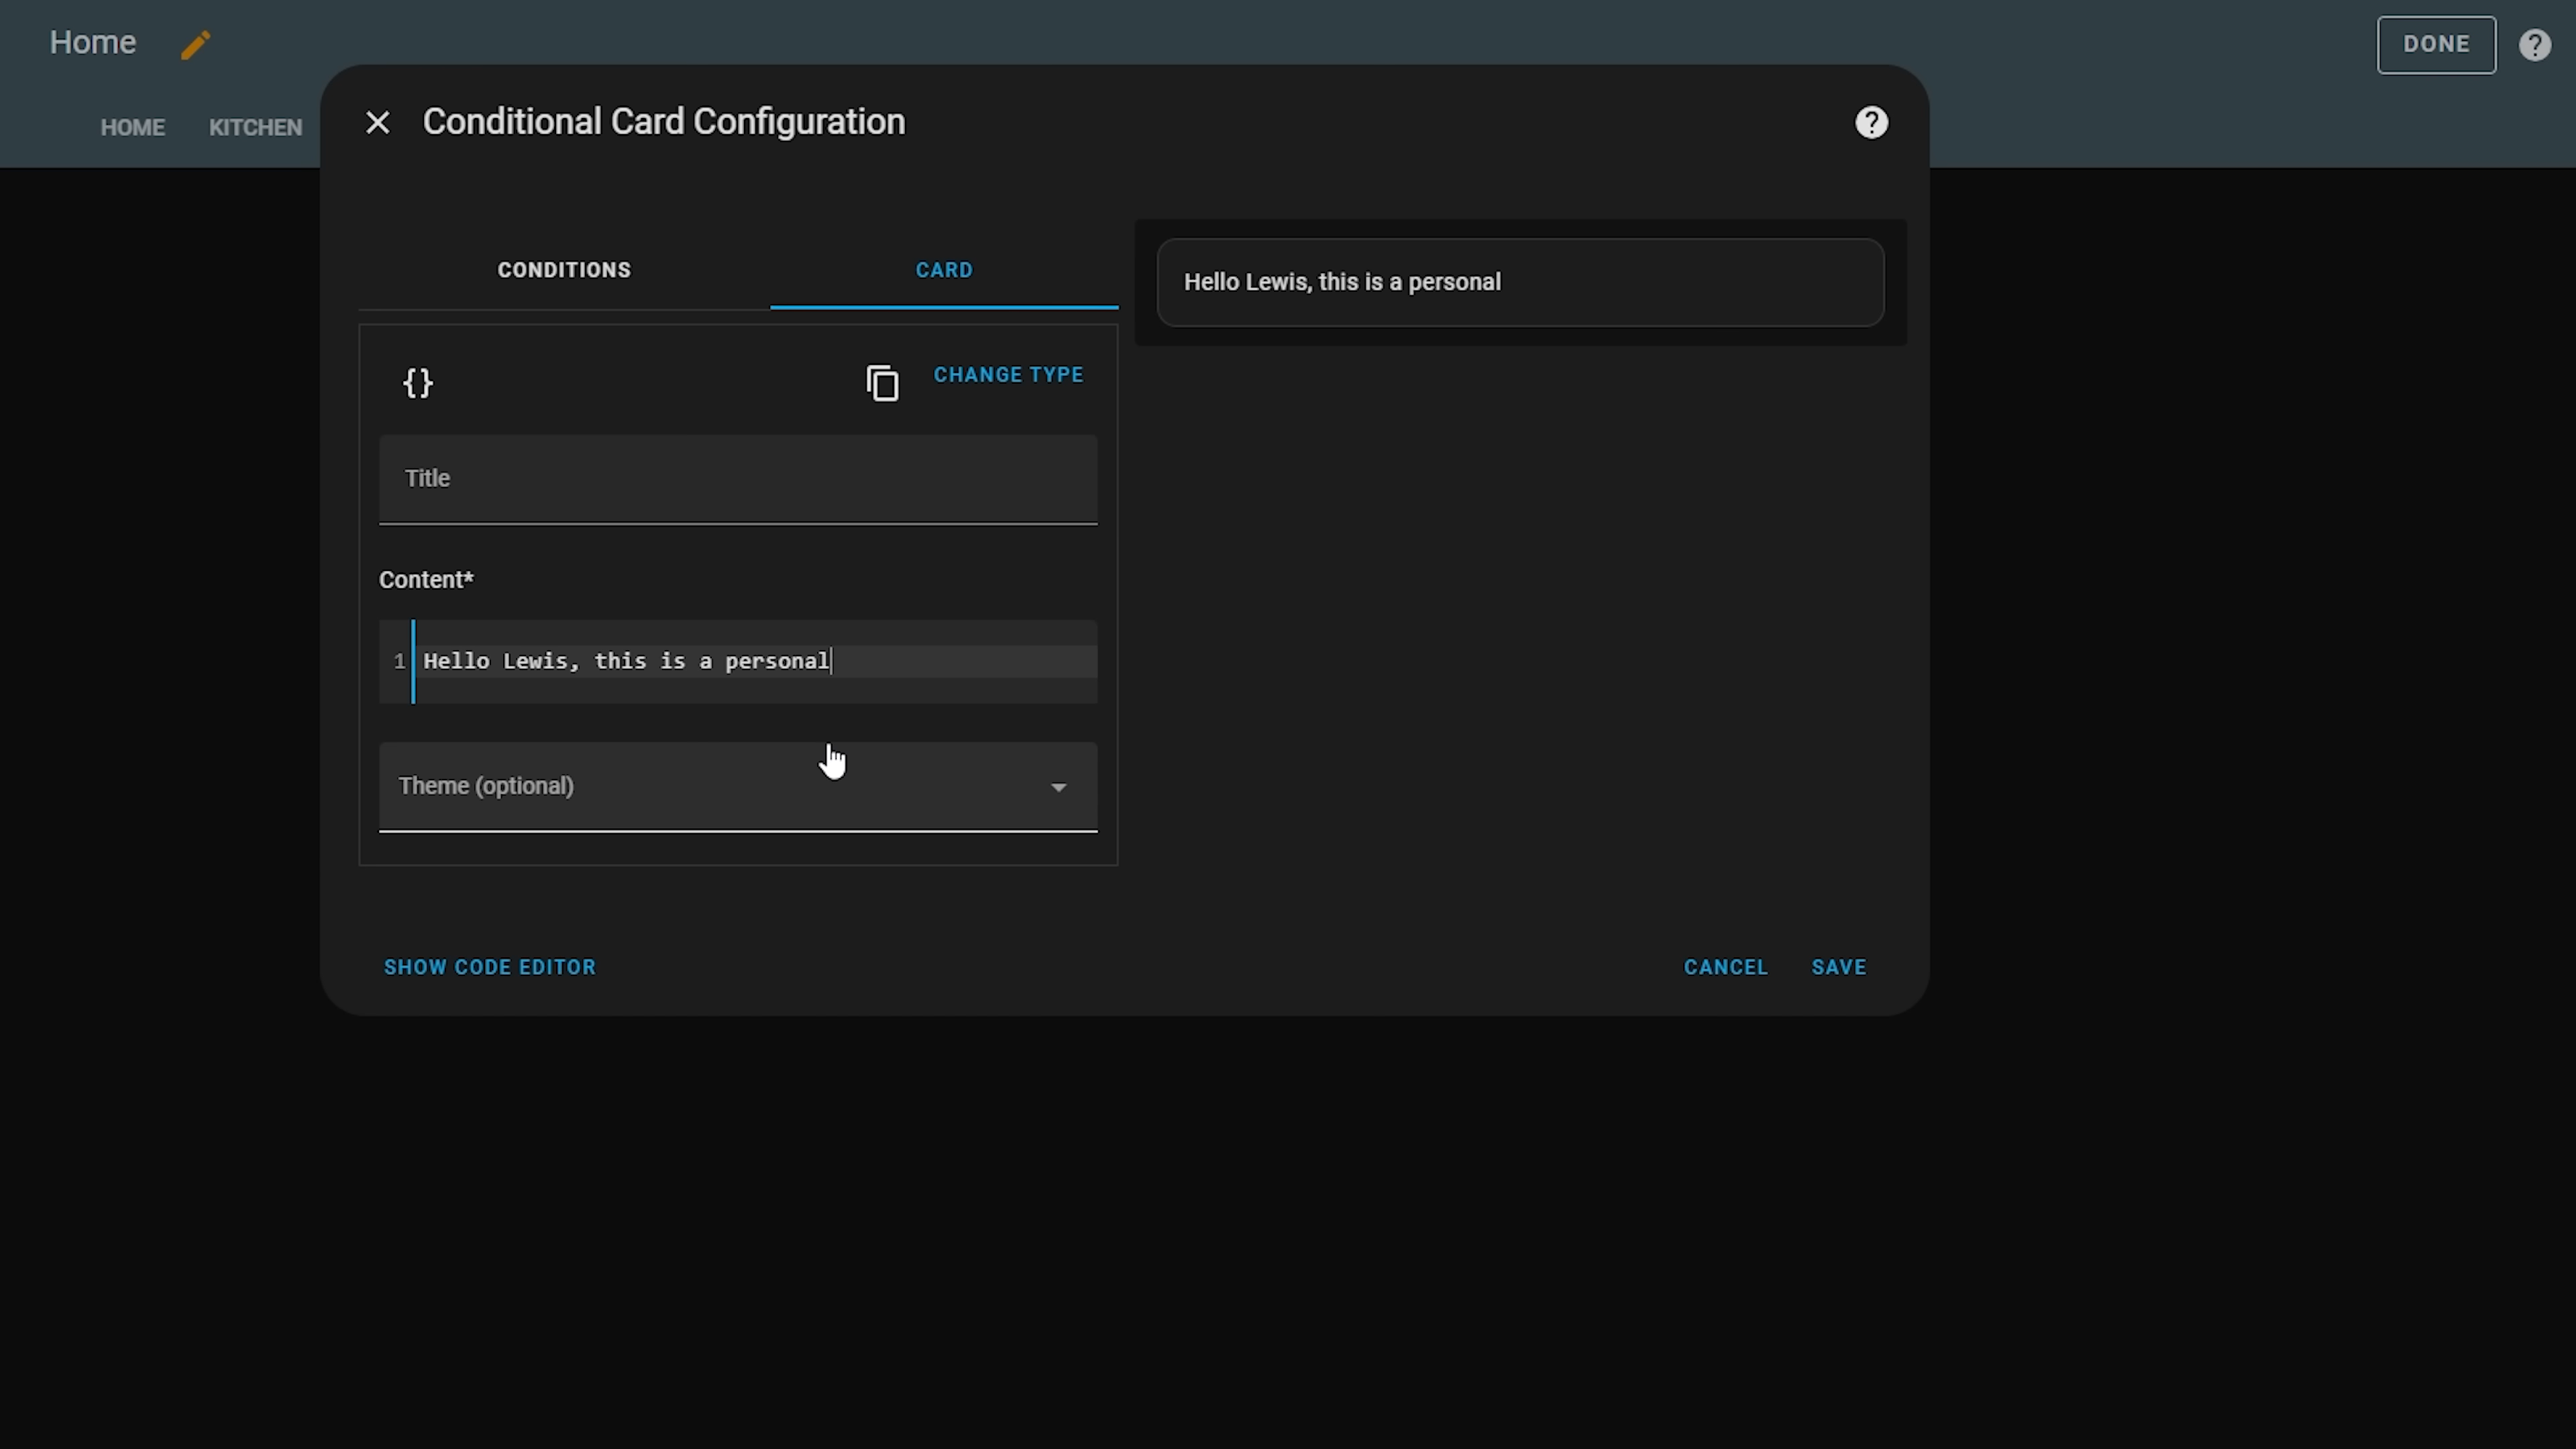 Home
DONE
HOME KITCHEN
Conditional Card Configuration
CONDITIONS CARD
Hello Lewis, this is a personal
{} CHANGE TYPE
Title
Content*
1 Hello Lewis, this is a personal
Theme (optional)
SHOW CODE EDITOR
CANCEL SAVE